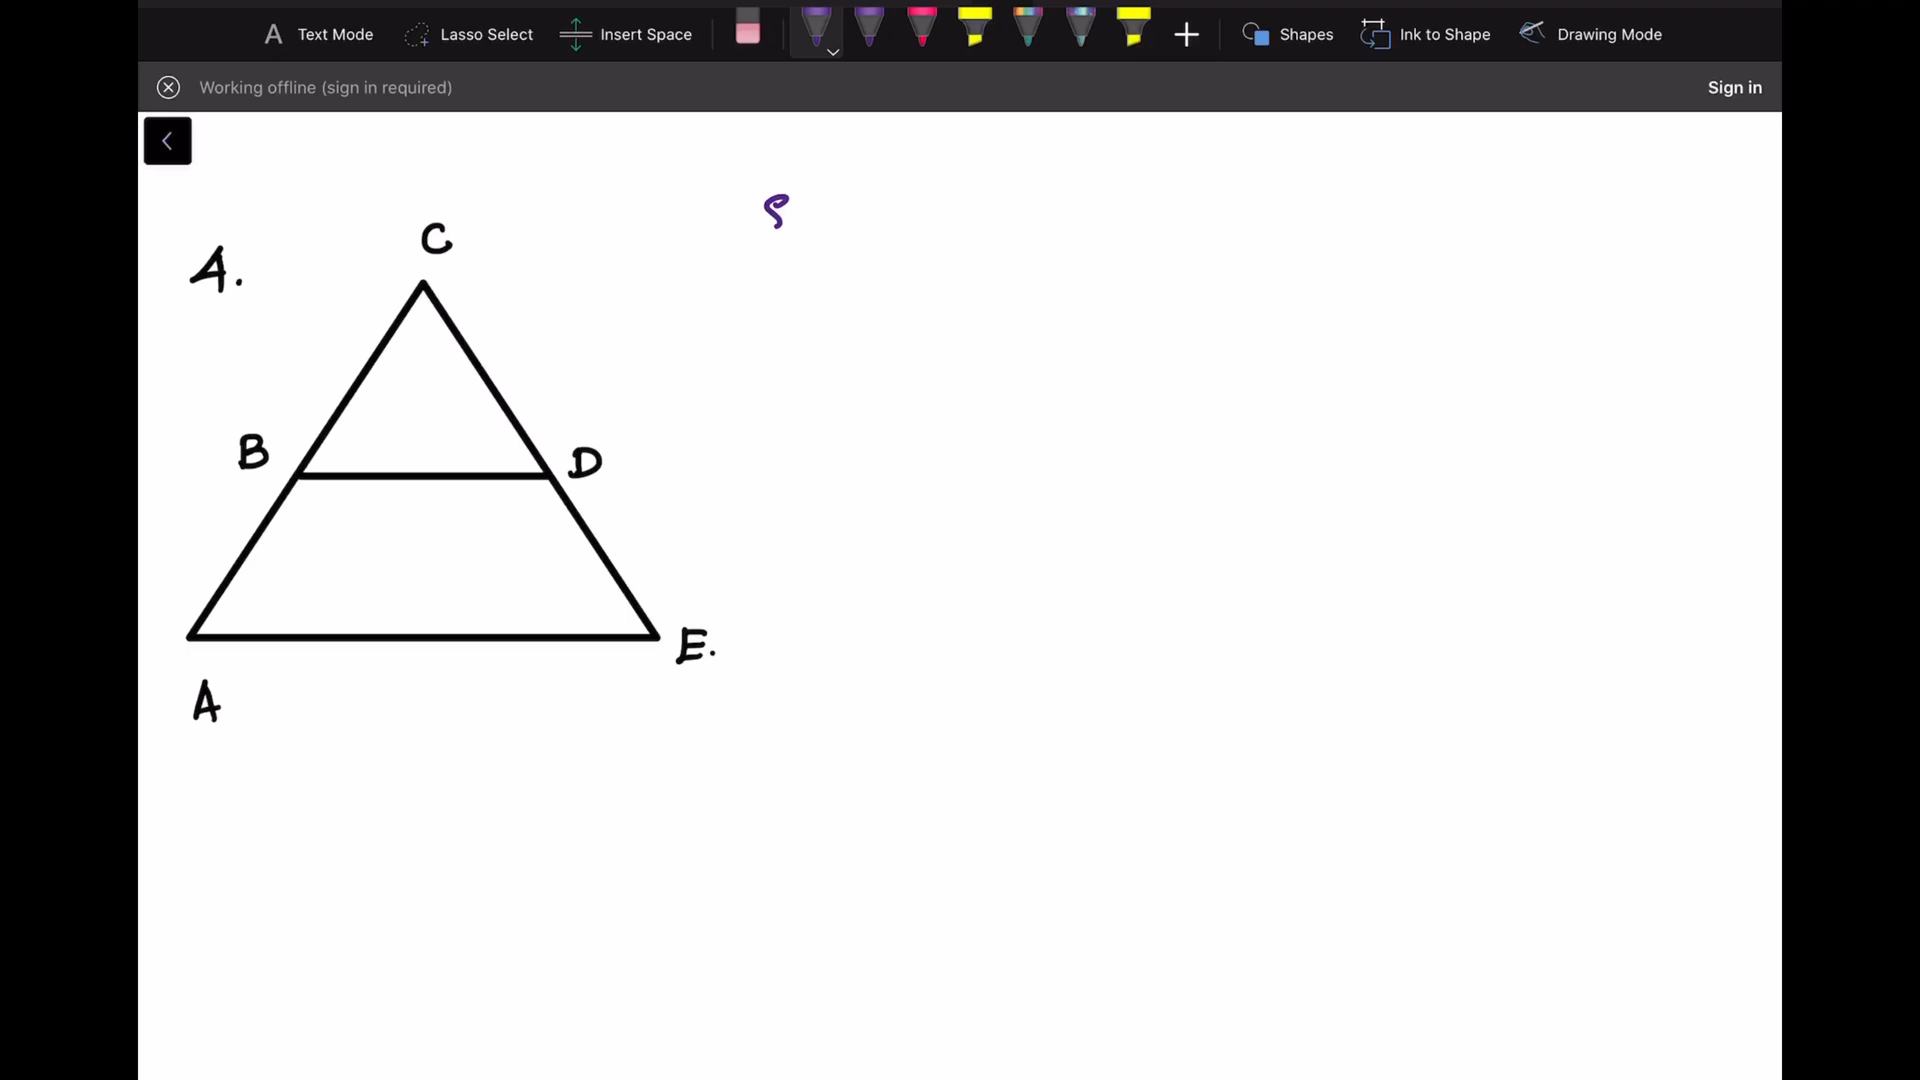 Text Mode Lasso Select Insert Space Shapes Ink to Shape Drawing Mode
Working offline (sign in required) Sign in
C
4.
B
D
E.
A